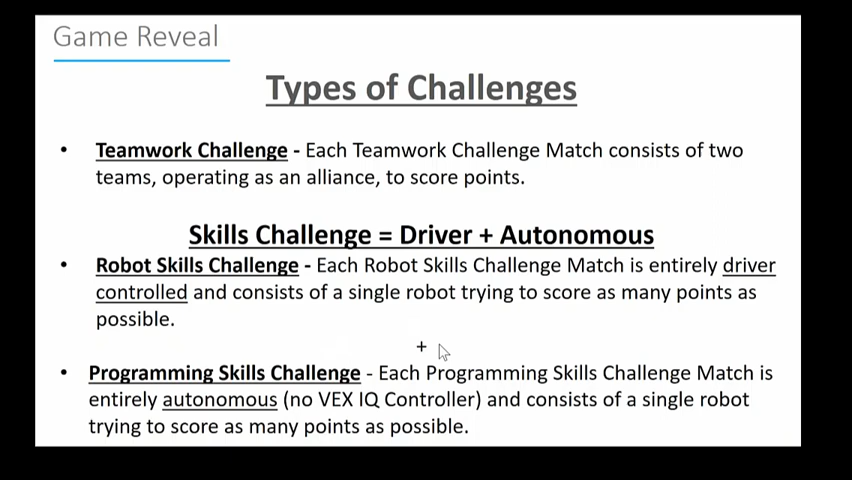 Game Reveal
Types of Challenges
• Teamwork Challenge - Each Teamwork Challenge Match consists of two
teams, operating as an alliance, to score points.
Skills Challenge = Driver + Autonomous
• Robot Skills Challenge - Each Robot Skills Challenge Match is entirely driver
controlled and consists of a single robot trying to score as many points as
possible.
+
• Programming Skills Challenge - Each Programming Skills Challenge Match is
entirely autonomous (no VEX IQ Controller) and consists of a single robot
trying to score as many points as possible.